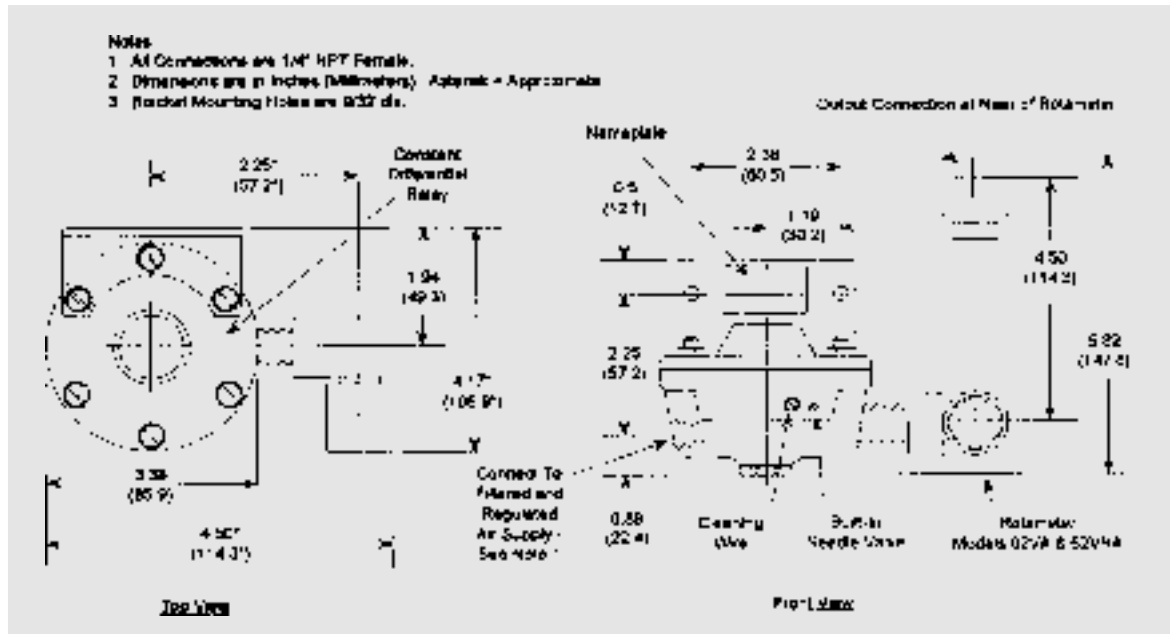 Notes
1 All Connections are 1/4" NPT Female.
2 Dimensions are in Inches (Millimeters) Asterisk = Approximate
3 Bracket Mounting Holes are 9/32 dia.
Output Connection at Rear of Rotameter
Nameplate
Constant
Differential
Relay
2.25*
(57.2*)
2.38
(60.5)
0.5
(12.7)
1.19
(30.2)
1.94
(49.3)
4.50
(114.3)
2.25
(57.2)
5.82
(147.8)
4.17*
(105.9*)
3.38
(85.9)
4.50*
(114.3*)
Connect To
Filtered and
Regulated
Air Supply -
See Note 1
0.88
(22.4)
Cleaning
Wire
Built-In
Needle Valve
Rotameter
Models
Top View
Front View